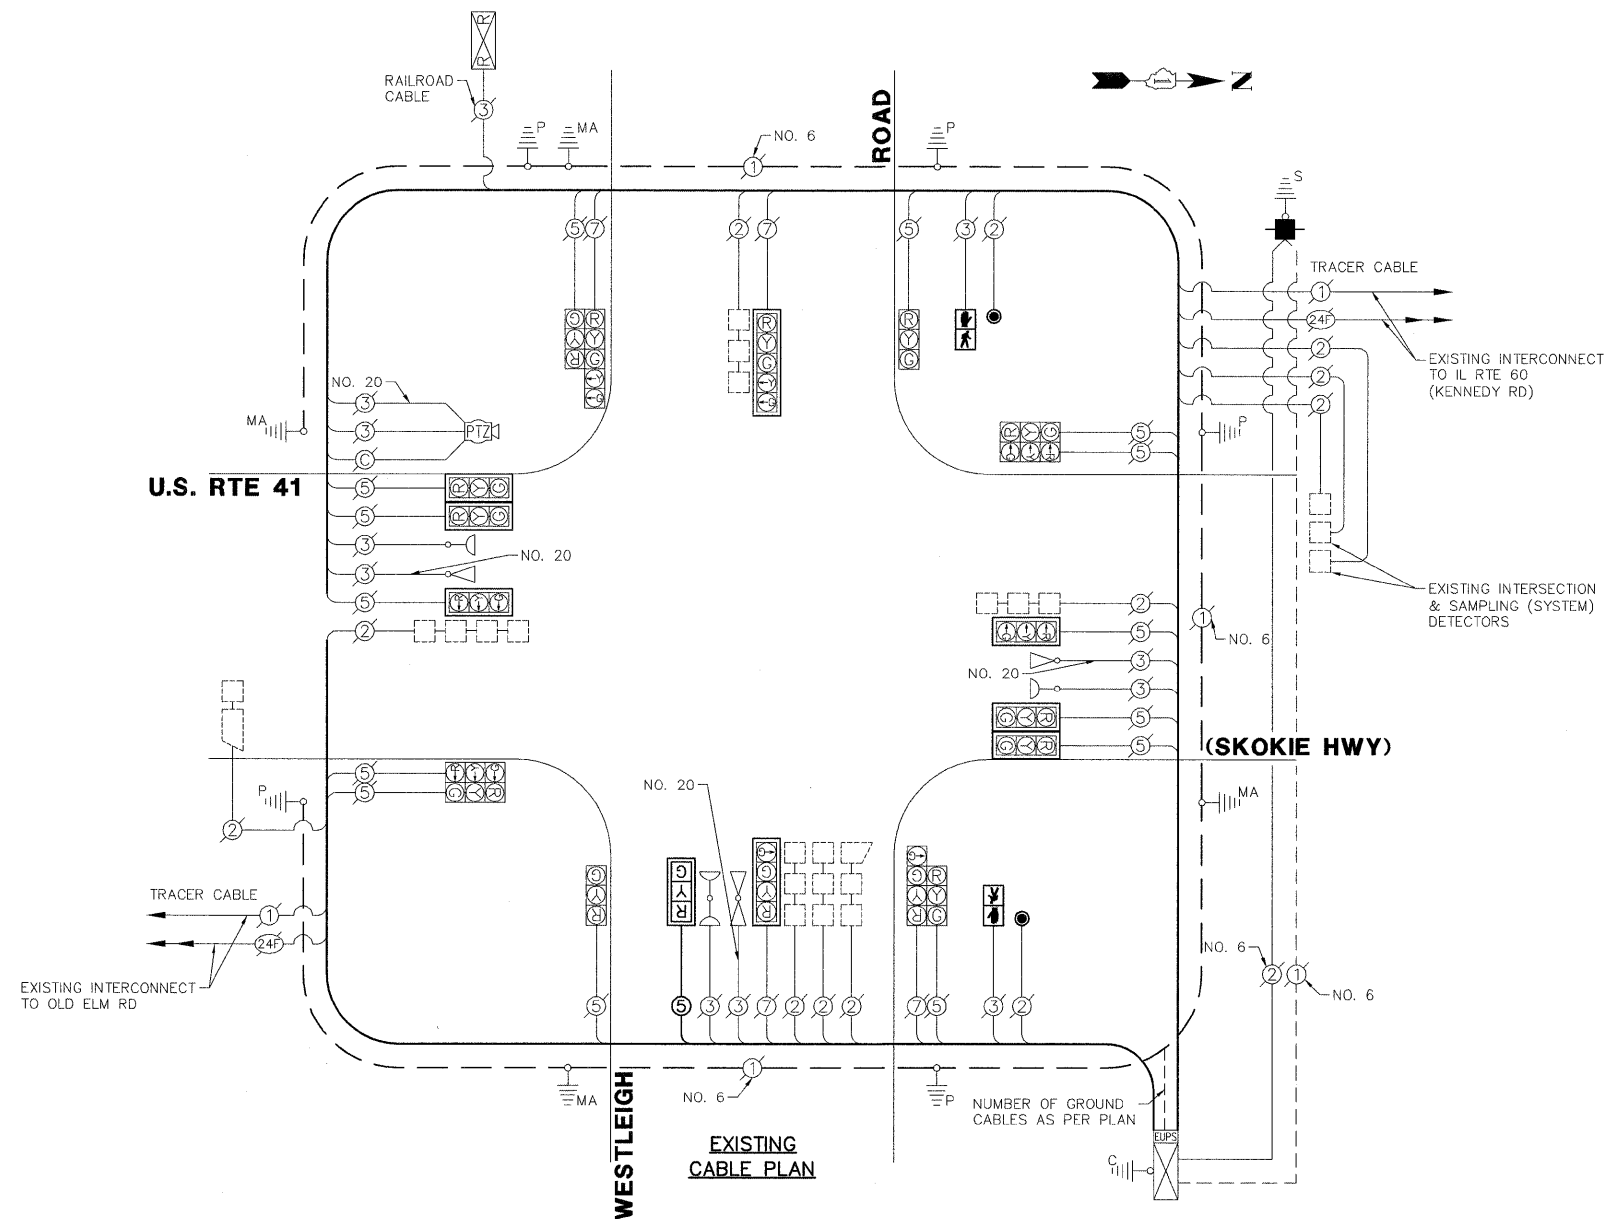 R R
RAILROAD
CABLE
3
P
MA
NO. 6
1
ROAD
P
N
S
5 7
2 7
5
3
2
TRACER CABLE
1
24F
2
2
2
EXISTING INTERCONNECT
TO IL RTE 60
(KENNEDY RD)
G R
Y Y
R G
Y
G
R
Y
G
Y
G
R
Y
G
NO. 20
3
3
C
PTZ
MA
P
R Y G 5
G Y R 5
U.S. RTE 41
5 R Y G
5 R Y G
3
NO. 20
3
5 R Y G
2
EXISTING INTERSECTION
& SAMPLING (SYSTEM)
DETECTORS
2
G Y R 5
3
NO. 20
3
G Y R 5
G Y R 5
1
NO. 6
(SKOKIE HWY)
5 R Y G
5 G Y R
P
2
NO. 20
MA
TRACER CABLE
1
24F
EXISTING INTERCONNECT
TO OLD ELM RD
G
Y
R
G
Y
R
G
G
Y
R
G
G R
Y Y
R G
5
5
3
3
7
2
2
2
7
5
3
2
NO. 6
2
1
NO. 6
MA
1
NO. 6
P
NUMBER OF GROUND
CABLES AS PER PLAN
EUPS
C
WESTLEIGH
EXISTING
CABLE PLAN